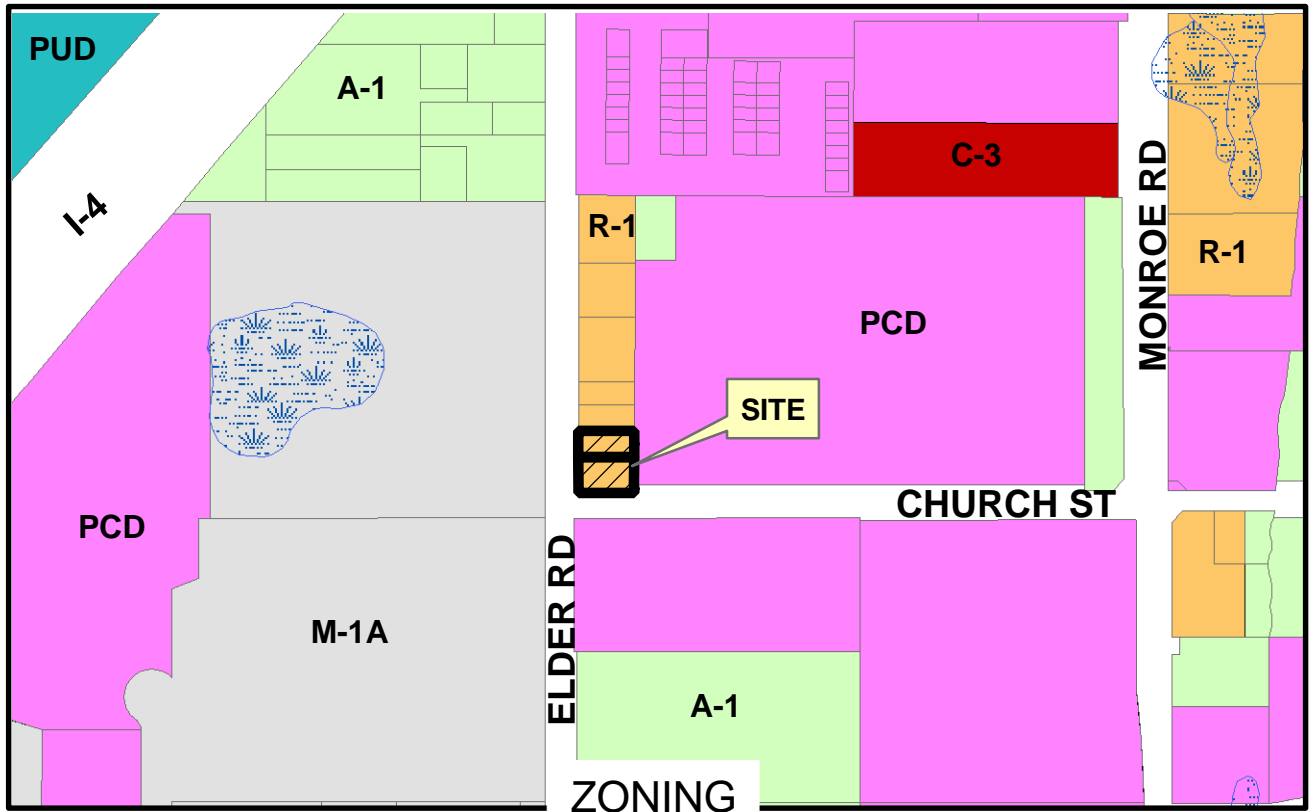 PUD
A-1
I-4
C-3
MONROE RD
R-1
R-1
PCD
SITE
CHURCH ST
PCD
ELDER RD
M-1A
A-1
ZONING